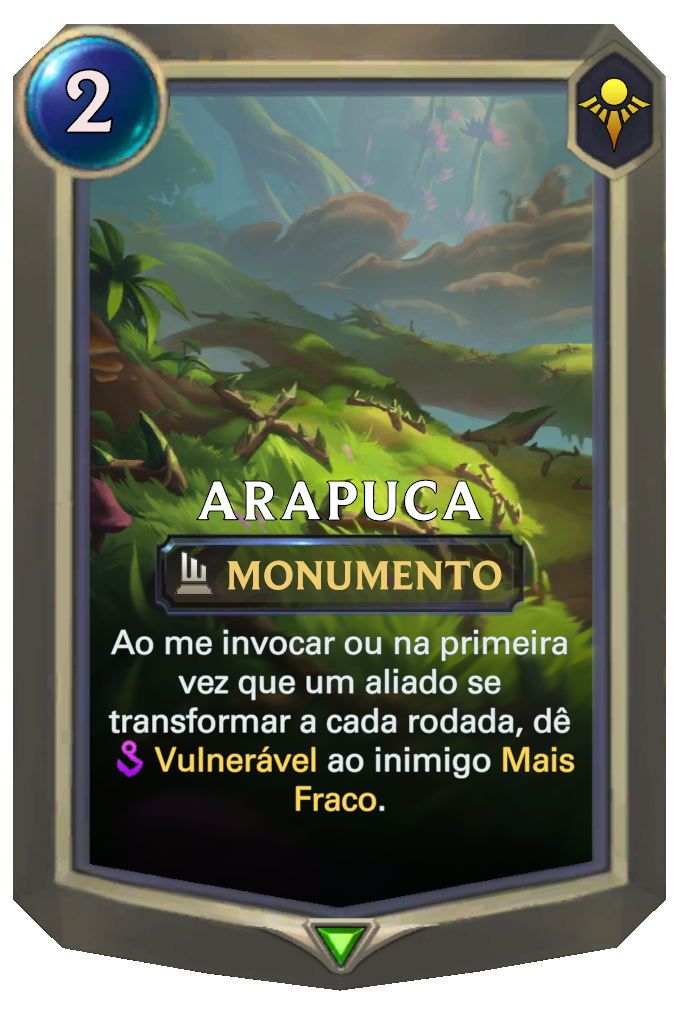 2
ARAPUCA
MONUMENTO
Ao me invocar ou na primeira
vez que um aliado se
transformar a cada rodada, dê
Vulnerável ao inimigo Mais
Fraco.